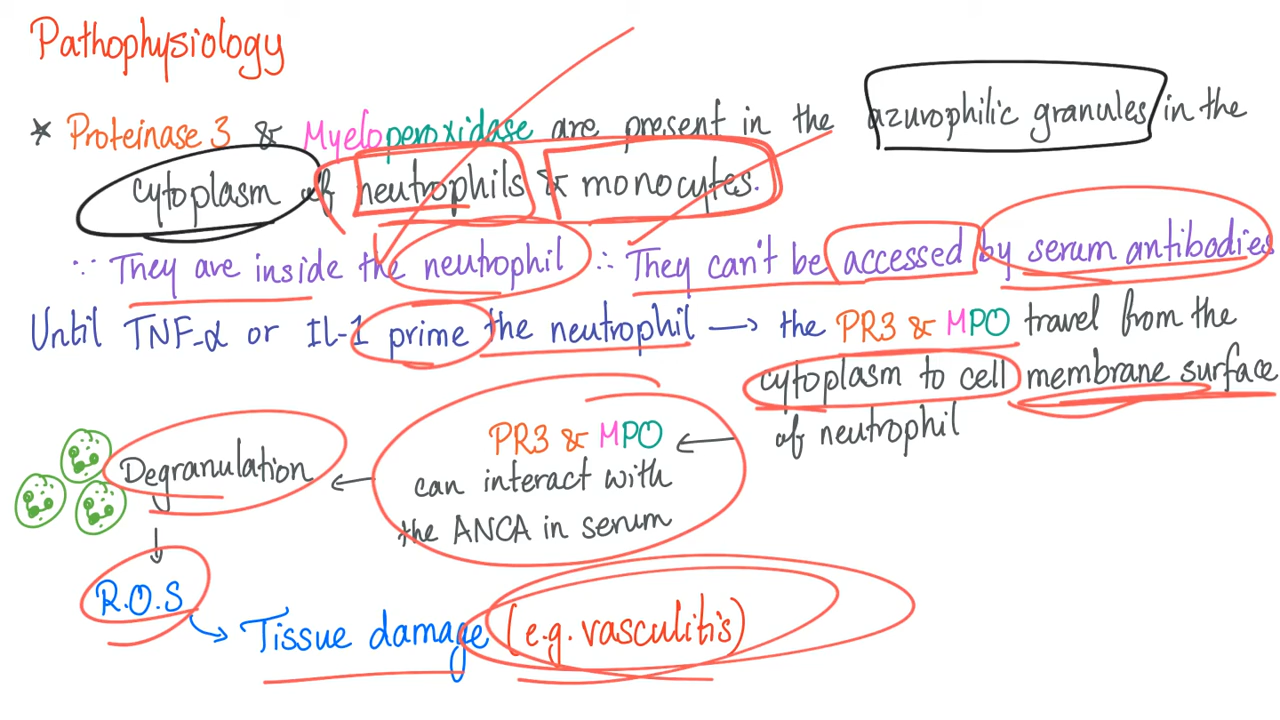 Pathophysiology
* Proteinase 3 & Myeloperoxidase are present in the azurophilic granules in the
cytoplasm of neutrophils & monocytes.
∵ They are inside the neutrophil ∴ They can't be accessed by serum antibodies
Until TNF-α or IL-1 prime the neutrophil → the PR3 & MPO travel from the
cytoplasm to cell membrane surface
of neutrophil
PR3 & MPO
can interact with
the ANCA in serum
Degranulation
R.O.S
Tissue damage (e.g. vasculitis)